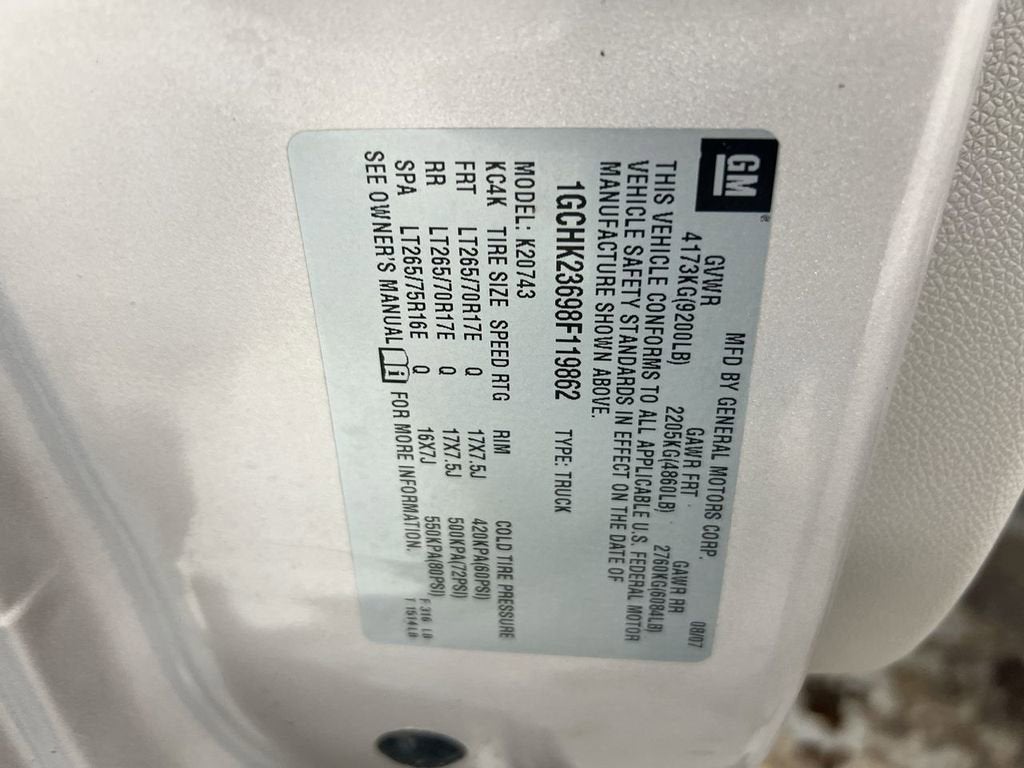 GM ®
MFD BY GENERAL MOTORS CORP. 08/07
GVWR GAWR FRT GAWR RR
4173KG(9200LB) 2205KG(4860LB) 2760KG(6084LB)
THIS VEHICLE CONFORMS TO ALL APPLICABLE U.S. FEDERAL MOTOR
VEHICLE SAFETY STANDARDS IN EFFECT ON THE DATE OF
MANUFACTURE SHOWN ABOVE.
1GCHK23698F119862 TYPE: TRUCK
MODEL: K20743
KC4K TIRE SIZE SPEED RTG RIM COLD TIRE PRESSURE
FRT LT265/70R17E Q 17X7.5J 420KPA(60PSI)
RR LT265/70R17E Q 17X7.5J 500KPA(72PSI)
SPA LT265/75R16E Q 16X7J 550KPA(80PSI) F 316 LB
SEE OWNER'S MANUAL i FOR MORE INFORMATION. T 1514 LB